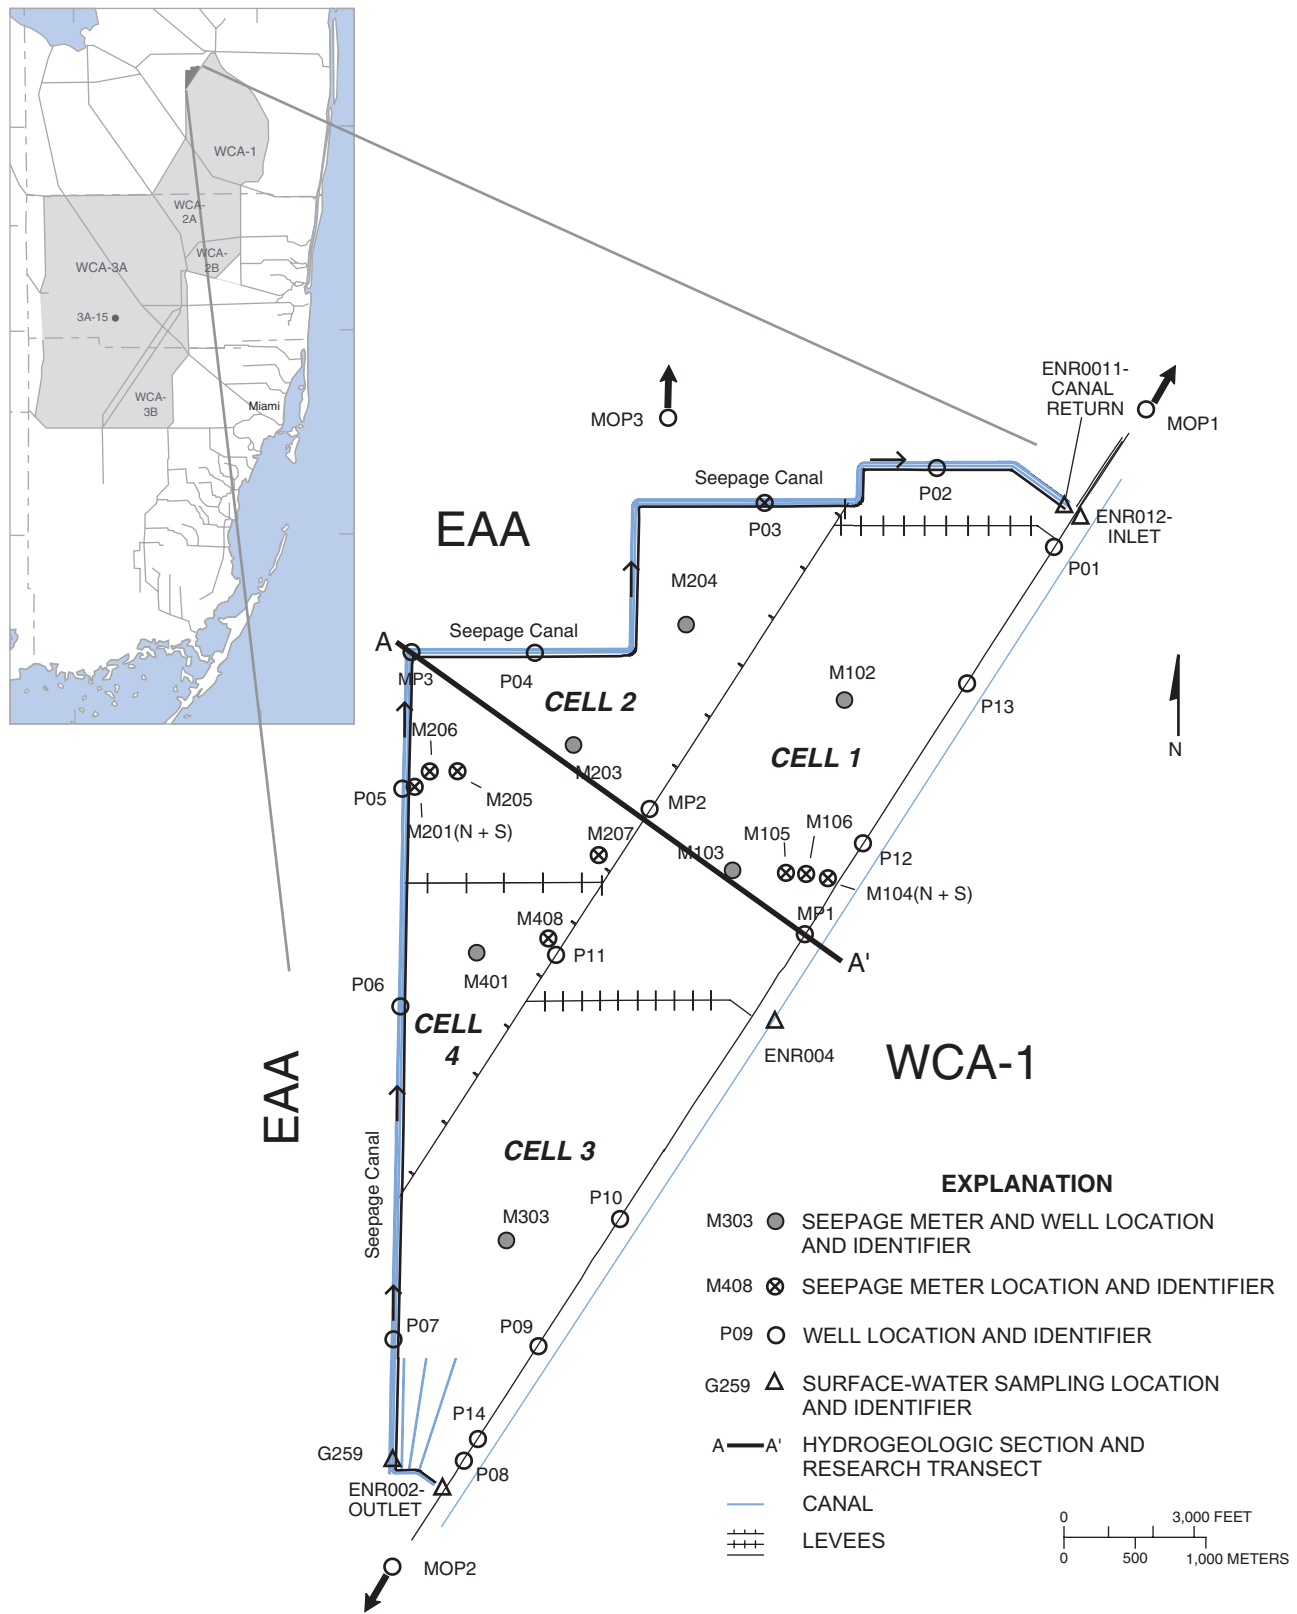 WCA-1
WCA-
2A
WCA-
2B
WCA-3A
3A-15
WCA-
3B
Miami
ENR0011-
CANAL
RETURN
MOP3
MOP1
Seepage Canal
P02
P03
ENR012-
INLET
EAA
P01
M204
Seepage Canal
A
MP3
P04
M102
CELL 2
P13
M206
CELL 1
N
M203
P05
M205
MP2
M201(N + S)
M207
M105
M106
M103
P12
M104(N + S)
MP1
M408
P11
A'
M401
P06
CELL
4
ENR004
WCA-1
EAA
Seepage Canal
CELL 3
P10
M303
P07
P09
P14
G259
P08
ENR002-
OUTLET
MOP2
EXPLANATION
M303 SEEPAGE METER AND WELL LOCATION
AND IDENTIFIER
M408 SEEPAGE METER LOCATION AND IDENTIFIER
P09 WELL LOCATION AND IDENTIFIER
G259 SURFACE-WATER SAMPLING LOCATION
AND IDENTIFIER
A A' HYDROGEOLOGIC SECTION AND
RESEARCH TRANSECT
CANAL
LEVEES
0 3,000 FEET
0 500 1,000 METERS